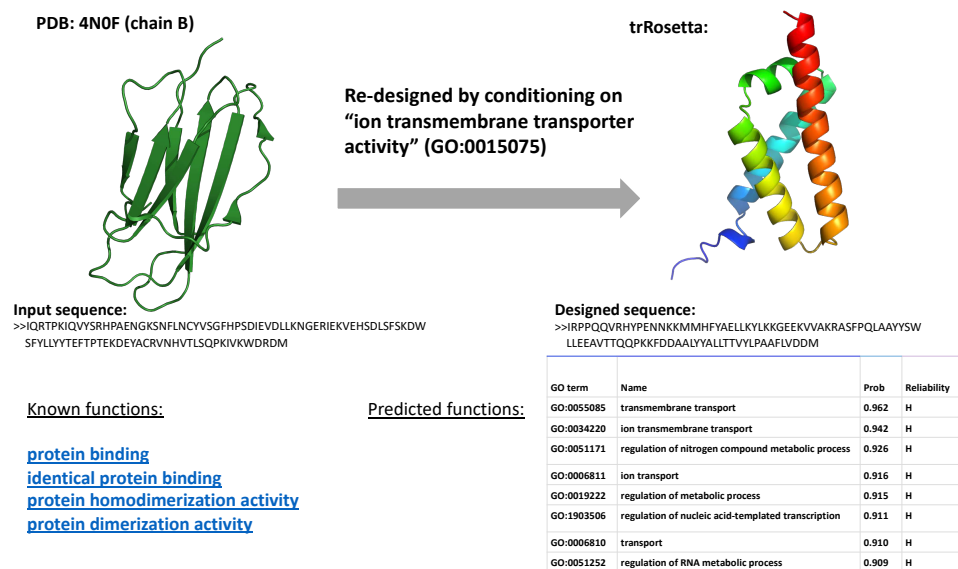 PDB: 4N0F (chain B)
trRosetta:
Re-designed by conditioning on
“ion transmembrane transporter
activity” (GO:0015075)
Input sequence:
>>IQRTPKIQVYSRHPAENGKSNFLNCYVSGFHPSDIEVDLLKNGERIEKVEHSDLSFSKDW
SFYLLYYTEFTPTEKDEYACRVNHVTLSQPKIVKWDRDM
Designed sequence:
>>IRPPQQVRHYPENNKKMMHFYAELLKYLKKGEEKVVAKRASFPQLAAYYSW
LLEEAVTTQQPKKFDDAALYYALLTTVYLPAAFLVDDM
Known functions:
protein binding
identical protein binding
protein homodimerization activity
protein dimerization activity
Predicted functions:
GO term Name Prob Reliability
GO:0055085 transmembrane transport 0.962 H
GO:0034220 ion transmembrane transport 0.942 H
GO:0051171 regulation of nitrogen compound metabolic process 0.926 H
GO:0006811 ion transport 0.916 H
GO:0019222 regulation of metabolic process 0.915 H
GO:1903506 regulation of nucleic acid-templated transcription 0.911 H
GO:0006810 transport 0.910 H
GO:0051252 regulation of RNA metabolic process 0.909 H